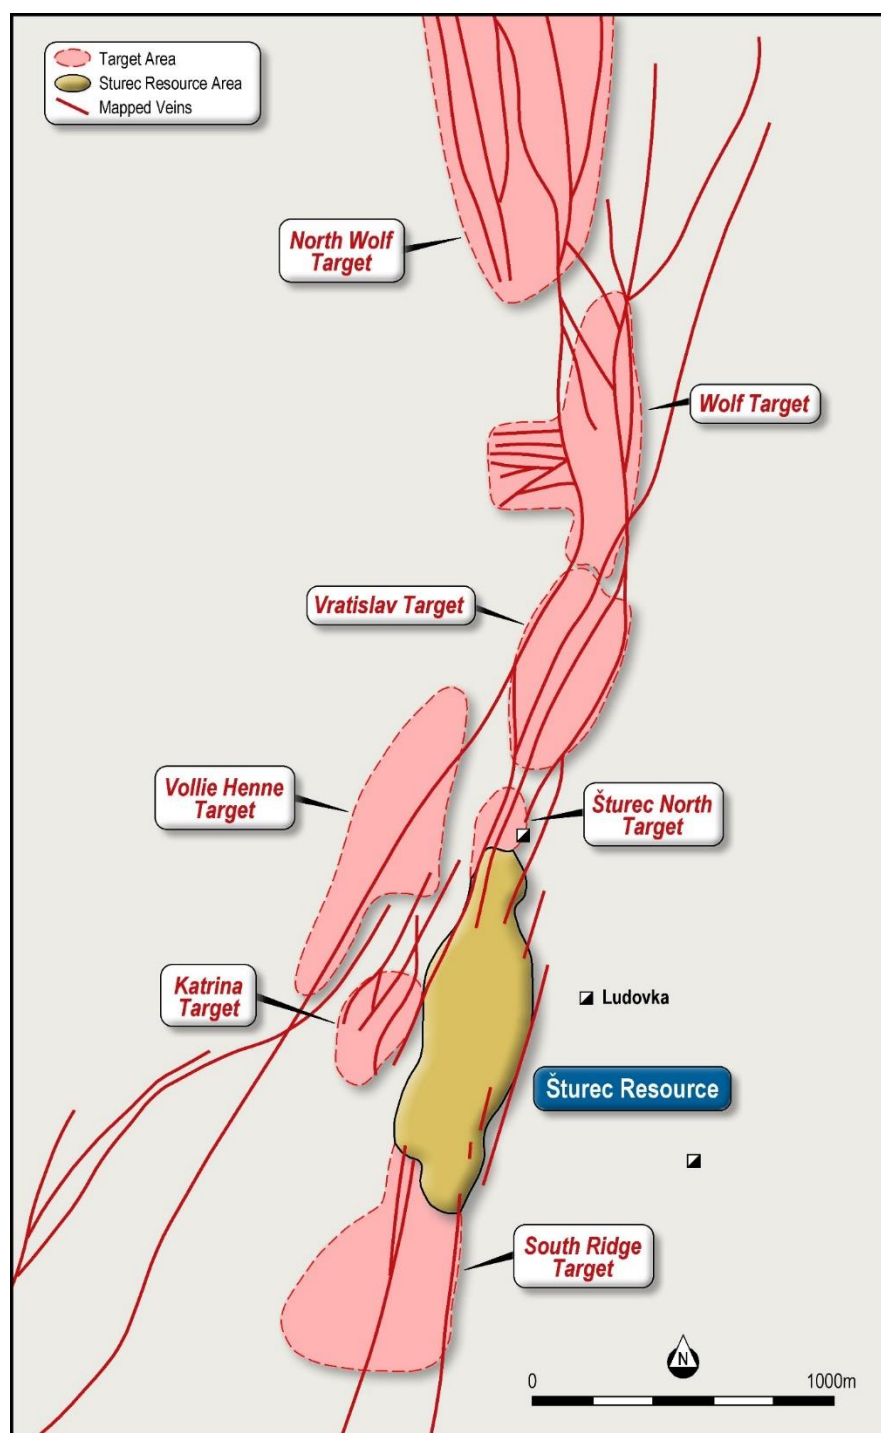 Target Area
Sturec Resource Area
Mapped Veins
North Wolf
Target
Wolf Target
Vratislav Target
Vollie Henne
Target
Šturec North
Target
Katrina
Target
Ludovka
Šturec Resource
South Ridge
Target
N
0
1000m